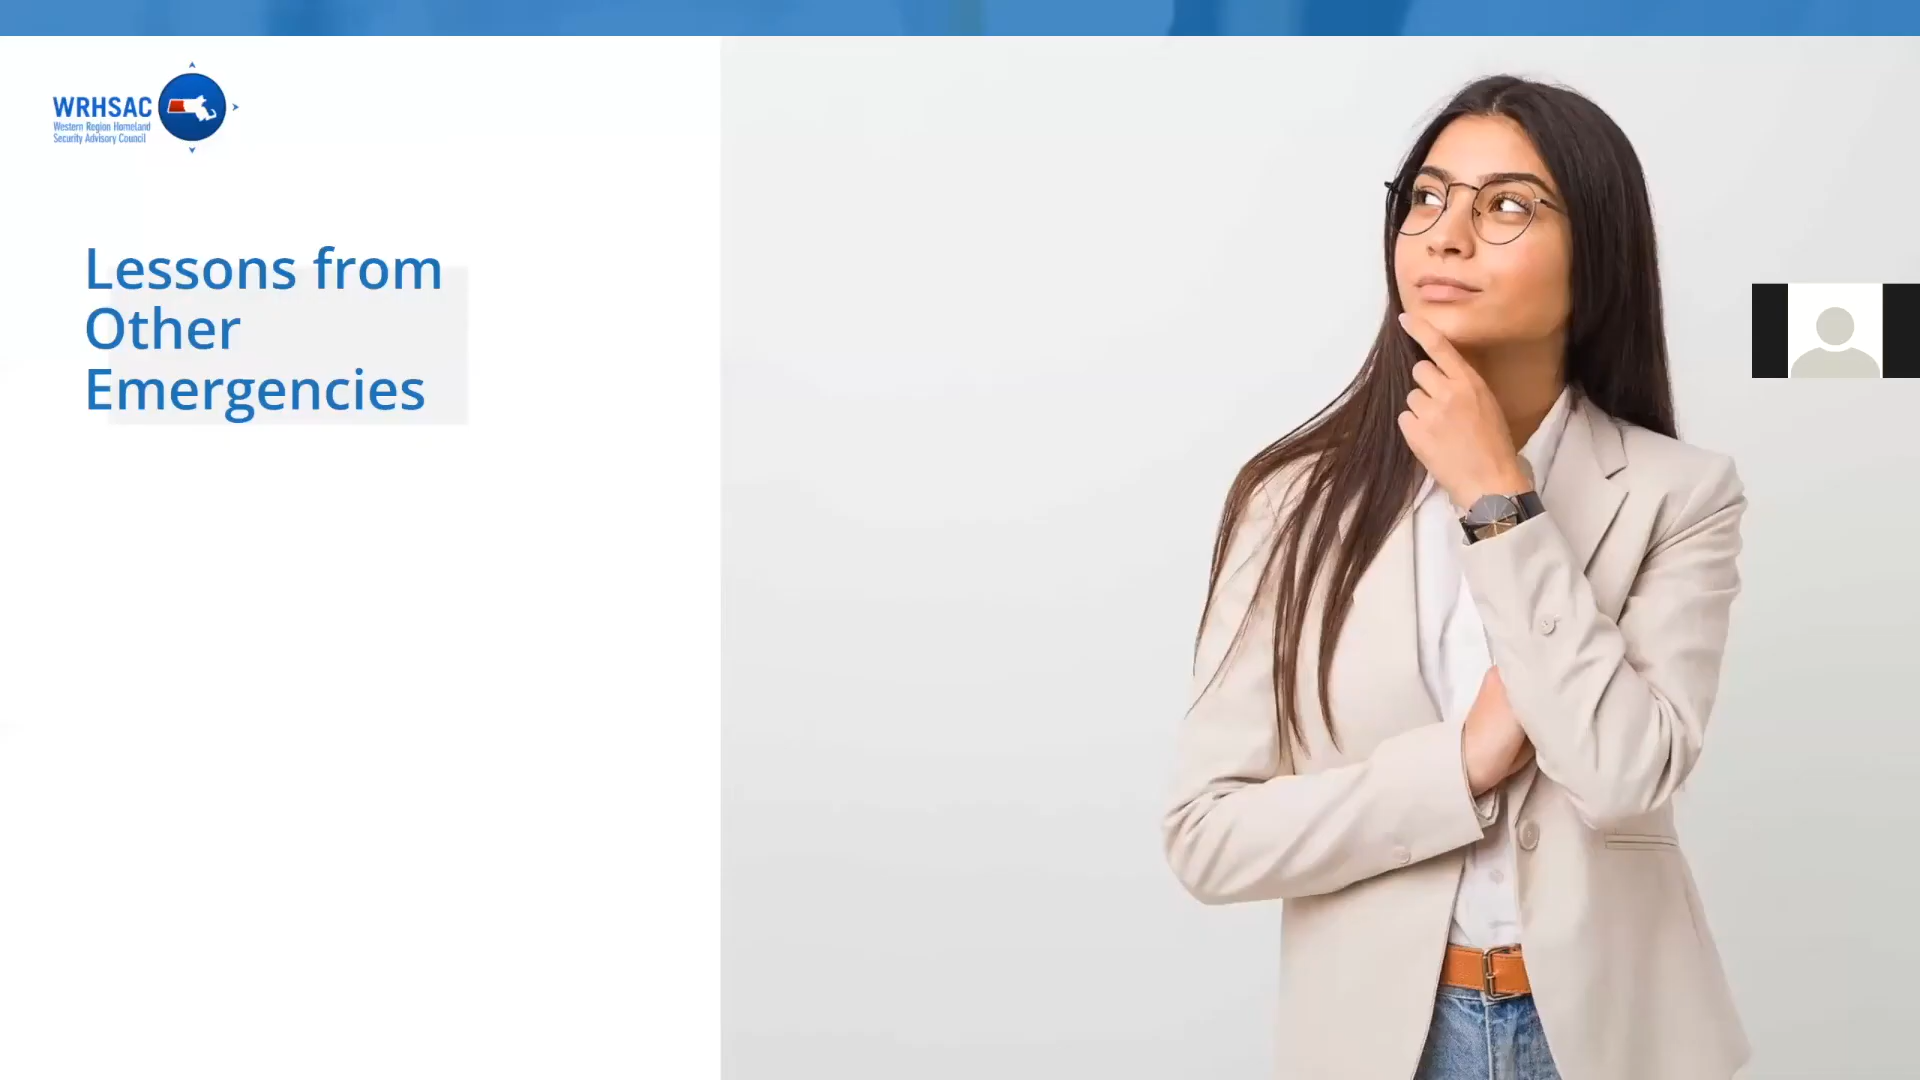 WRHSAC
Western Region Homeland
Security Advisory Council
Lessons from
Other
Emergencies